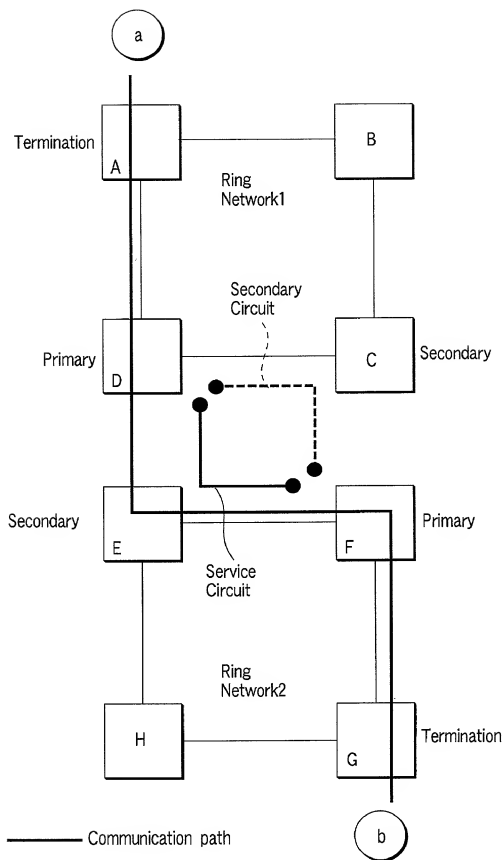 a
Termination
A
B
Ring
Network1
Secondary
Circuit
Primary
D
C
Secondary
Secondary
E
Primary
F
Service
Circuit
Ring
Network2
H
Termination
G
Communication path
b